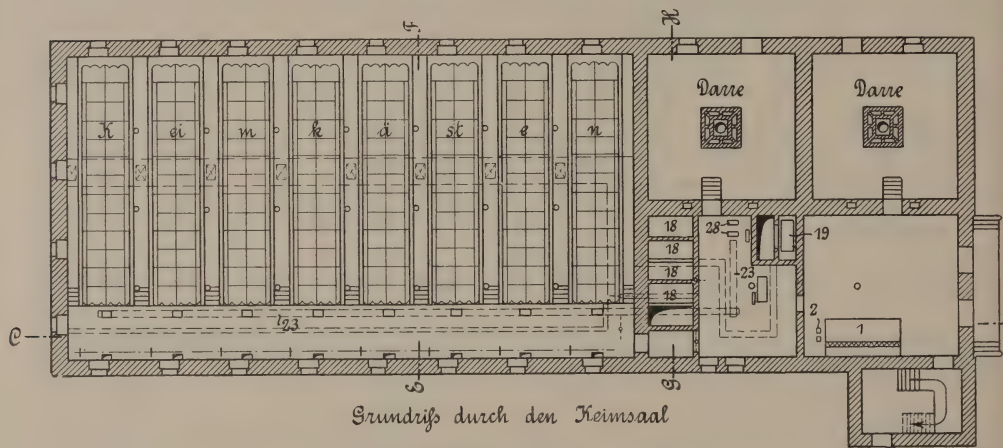 F H
Darre Darre
K ei m k ä st e n
18 28 19
18
18 23
18
23 2 1
C
E G
Grundriß durch den Keimsaal